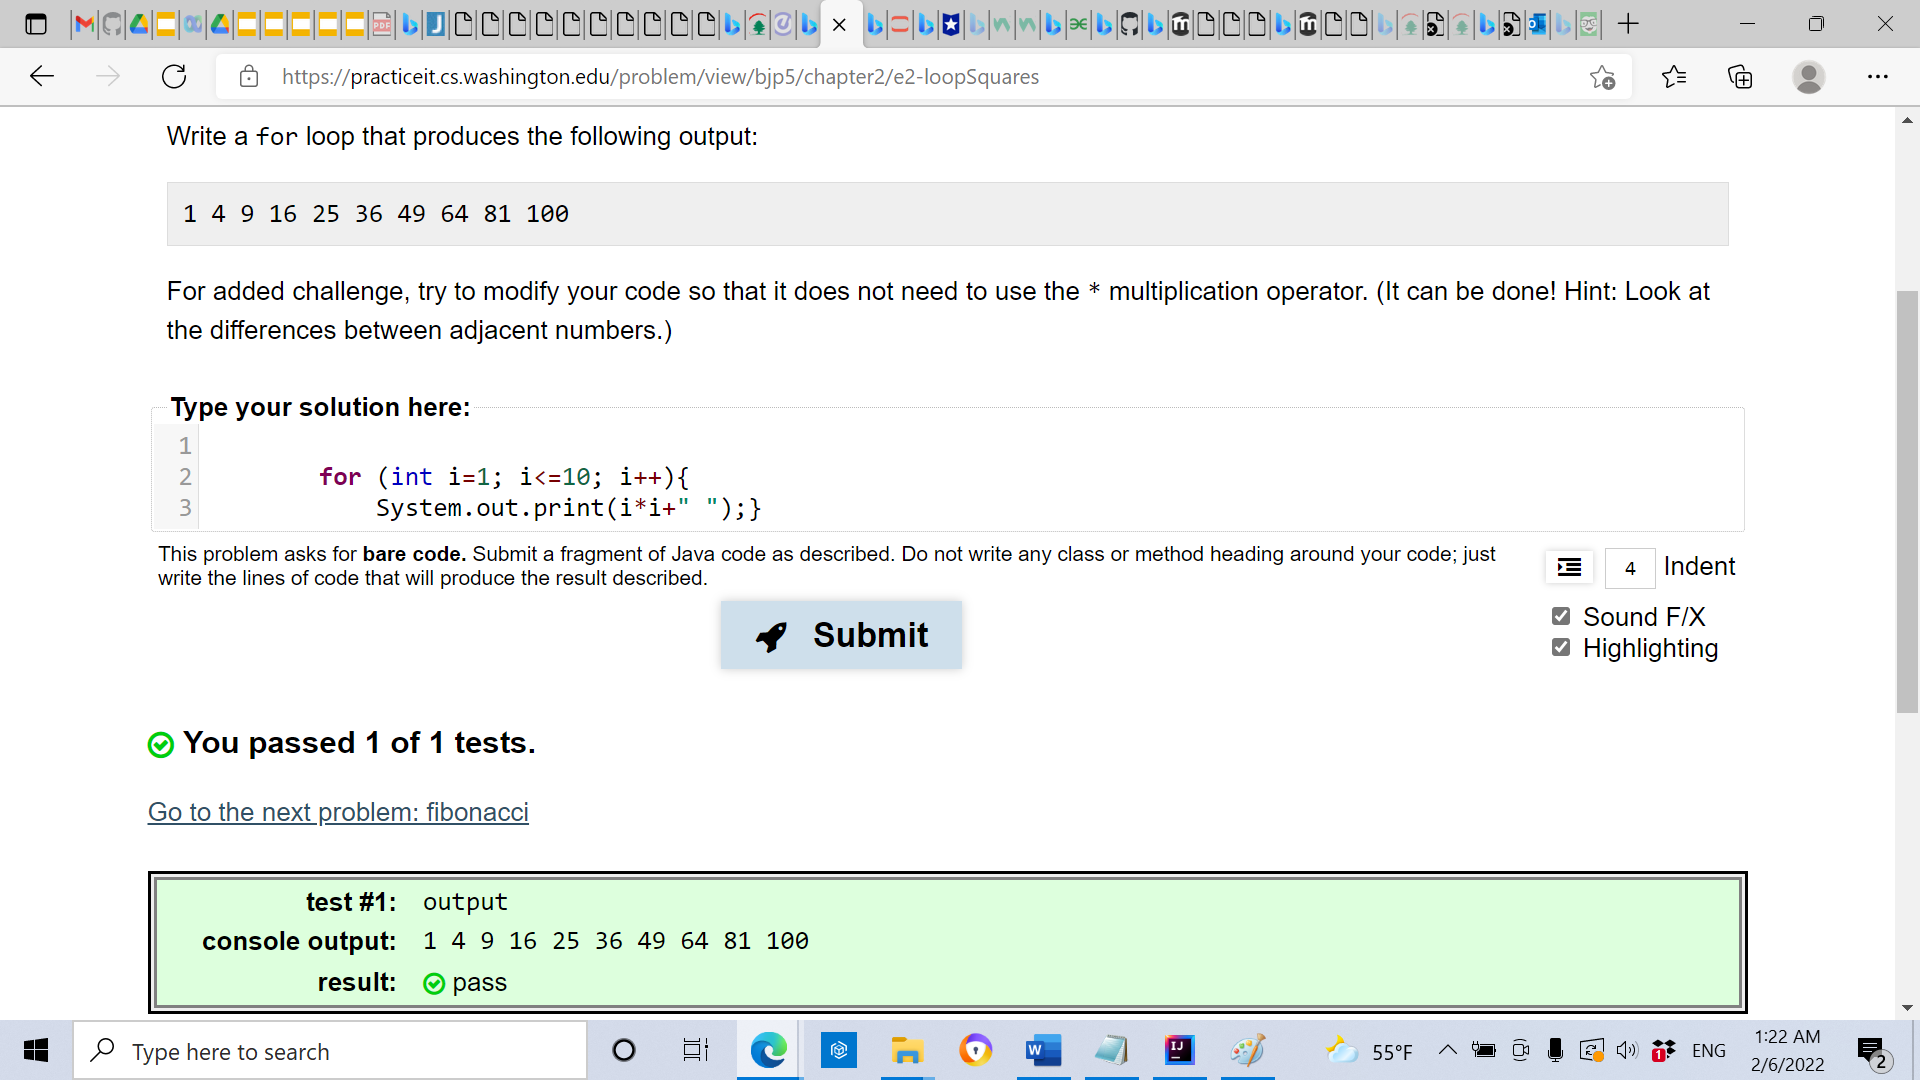 https://practiceit.cs.washington.edu/problem/view/bjp5/chapter2/e2-loopSquares
Write a for loop that produces the following output:
1 4 9 16 25 36 49 64 81 100
For added challenge, try to modify your code so that it does not need to use the * multiplication operator. (It can be done! Hint: Look at
the differences between adjacent numbers.)
Type your solution here:
1
2 for (int i=1; i<=10; i++){
3 System.out.print(i*i+" ");}
This problem asks for bare code. Submit a fragment of Java code as described. Do not write any class or method heading around your code; just
write the lines of code that will produce the result described.
4 Indent
Sound F/X
Highlighting
Submit
You passed 1 of 1 tests.
Go to the next problem: fibonacci
test #1: output
console output: 1 4 9 16 25 36 49 64 81 100
result: pass
Type here to search
55°F
ENG
1:22 AM
2/6/2022
2